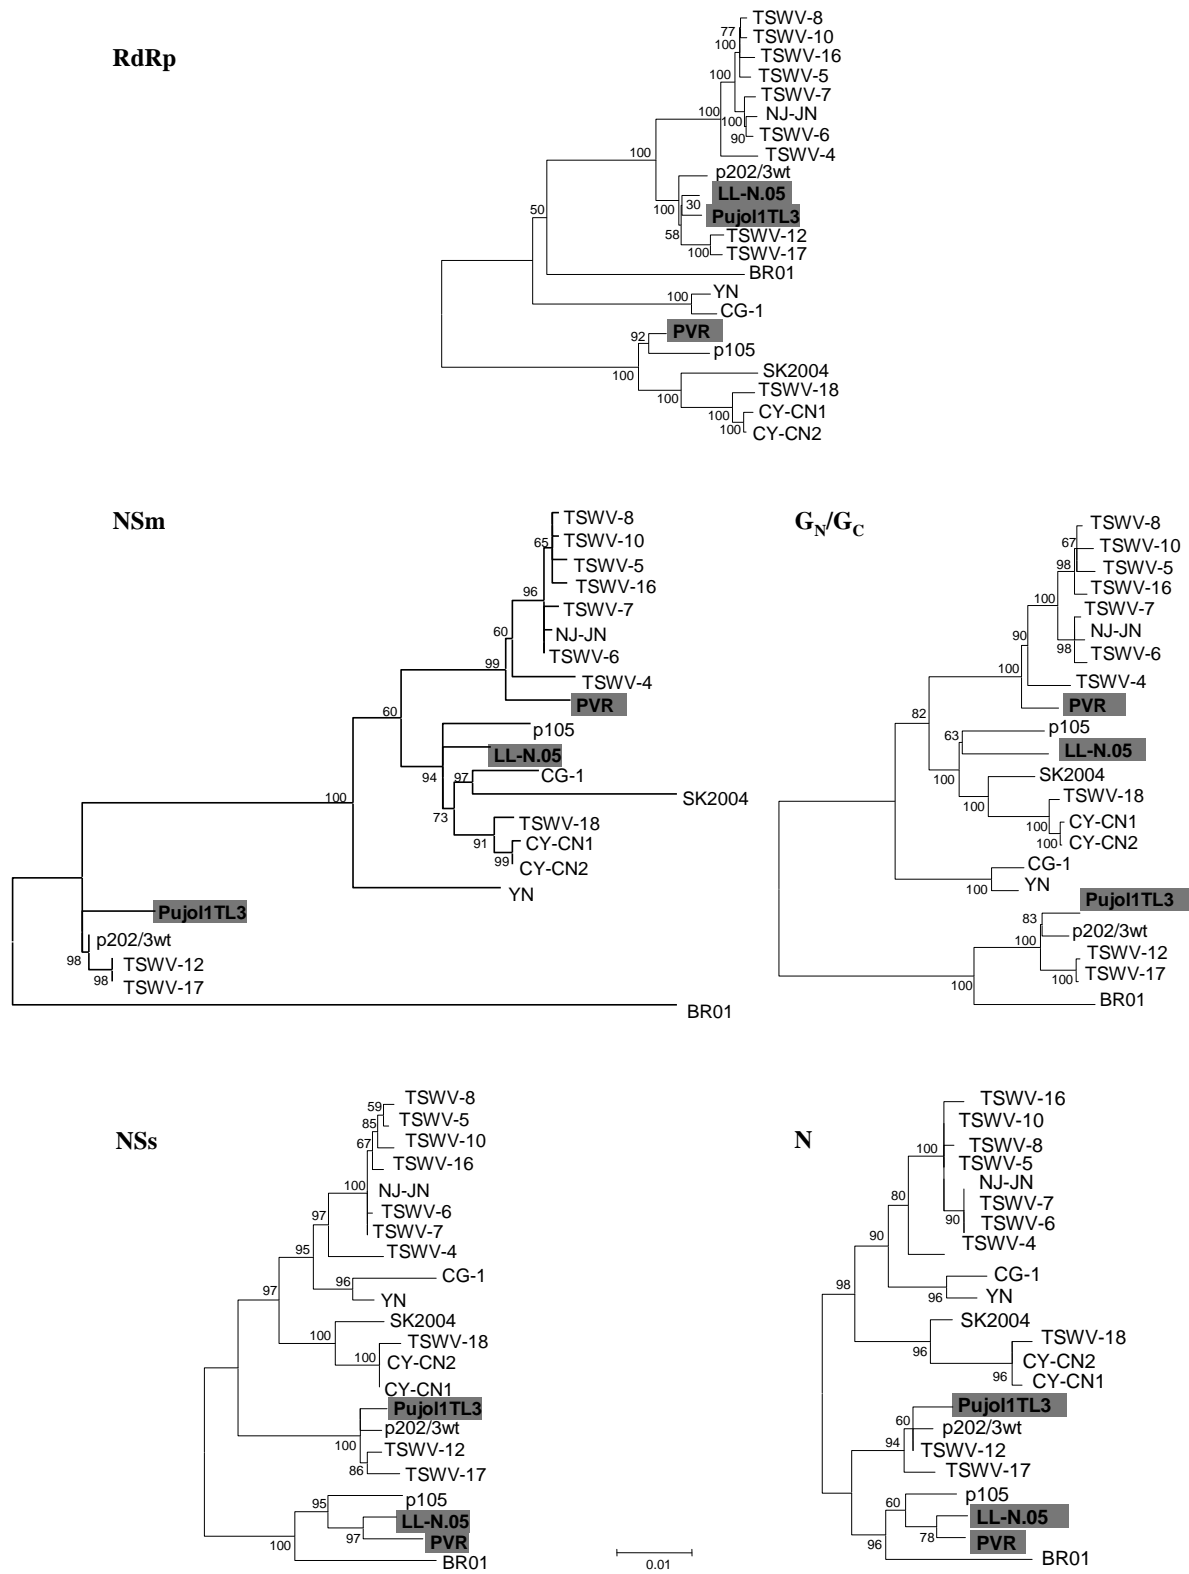 RdRp
TSWV-8
77
TSWV-10
100
TSWV-16
100
TSWV-5
TSWV-7
100
NJ-JN
100
90
TSWV-6
TSWV-4
100
p202/3wt
LL-N.05
30
100
Pujol1TL3
50
58
TSWV-12
100
TSWV-17
BR01
YN
100
CG-1
PVR
92
p105
100
SK2004
TSWV-18
100
100
CY-CN1
100
CY-CN2
NSm
TSWV-8
TSWV-10
65
TSWV-5
TSWV-16
96
TSWV-7
NJ-JN
60
TSWV-6
99
TSWV-4
PVR
60
p105
LL-N.05
94
97
CG-1
SK2004
100
73
TSWV-18
91
CY-CN1
99
CY-CN2
YN
Pujol1TL3
p202/3wt
98
TSWV-12
98
TSWV-17
BR01
GN/GC
TSWV-8
67
TSWV-10
98
TSWV-5
TSWV-16
100
TSWV-7
NJ-JN
98
TSWV-6
90
100
TSWV-4
PVR
82
p105
63
LL-N.05
100
SK2004
TSWV-18
100
100
CY-CN1
100
CY-CN2
CG-1
100
YN
Pujol1TL3
83
p202/3wt
100
TSWV-12
100
TSWV-17
100
BR01
NSs
TSWV-8
59
TSWV-5
85
TSWV-10
67
TSWV-16
100
NJ-JN
TSWV-6
97
TSWV-7
95
TSWV-4
CG-1
96
97
YN
SK2004
100
TSWV-18
100
CY-CN2
CY-CN1
Pujol1TL3
p202/3wt
100
TSWV-12
86
TSWV-17
95
p105
LL-N.05
97
PVR
100
BR01
0.01
N
TSWV-16
TSWV-10
100
TSWV-8
TSWV-5
NJ-JN
80
TSWV-7
90
TSWV-6
TSWV-4
90
CG-1
96
YN
98
SK2004
96
TSWV-18
CY-CN2
96
CY-CN1
Pujol1TL3
60
p202/3wt
94
TSWV-12
TSWV-17
60
p105
LL-N.05
78
PVR
96
BR01